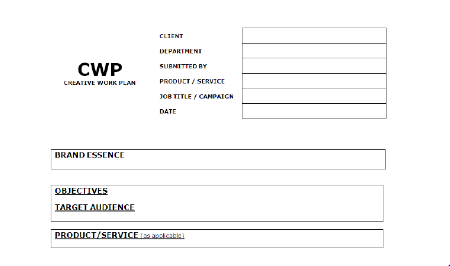 CLIENT
DEPARTMENT
SUBMITTED BY
CWP
CREATIVE WORK PLAN
PRODUCT / SERVICE
JOB TITLE / CAMPAIGN
DATE
BRAND ESSENCE
OBJECTIVES
TARGET AUDIENCE
PRODUCT/SERVICE (as applicable)